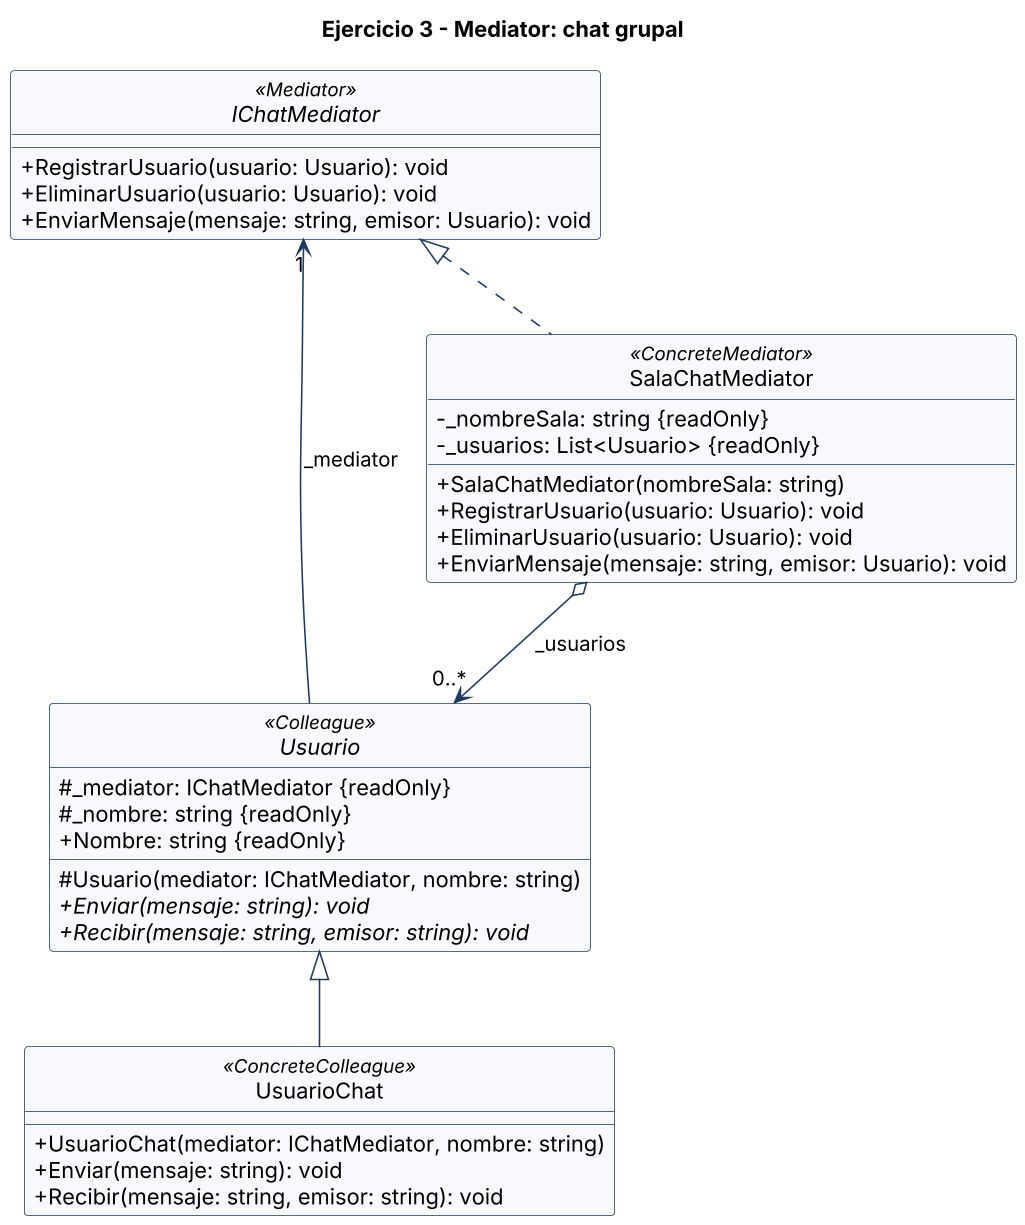 Ejercicio 3 - Mediator: chat grupal
«Mediator»
IChatMediator
+RegistrarUsuario(usuario: Usuario): void
+EliminarUsuario(usuario: Usuario): void
+EnviarMensaje(mensaje: string, emisor: Usuario): void
1
«ConcreteMediator»
SalaChatMediator
-_nombreSala: string {readOnly}
-_usuarios: List<Usuario> {readOnly}
+SalaChatMediator(nombreSala: string)
+RegistrarUsuario(usuario: Usuario): void
+EliminarUsuario(usuario: Usuario): void
+EnviarMensaje(mensaje: string, emisor: Usuario): void
_mediator
_usuarios
0..*
«Colleague»
Usuario
#_mediator: IChatMediator {readOnly}
#_nombre: string {readOnly}
+Nombre: string {readOnly}
#Usuario(mediator: IChatMediator, nombre: string)
+Enviar(mensaje: string): void
+Recibir(mensaje: string, emisor: string): void
«ConcreteColleague»
UsuarioChat
+UsuarioChat(mediator: IChatMediator, nombre: string)
+Enviar(mensaje: string): void
+Recibir(mensaje: string, emisor: string): void